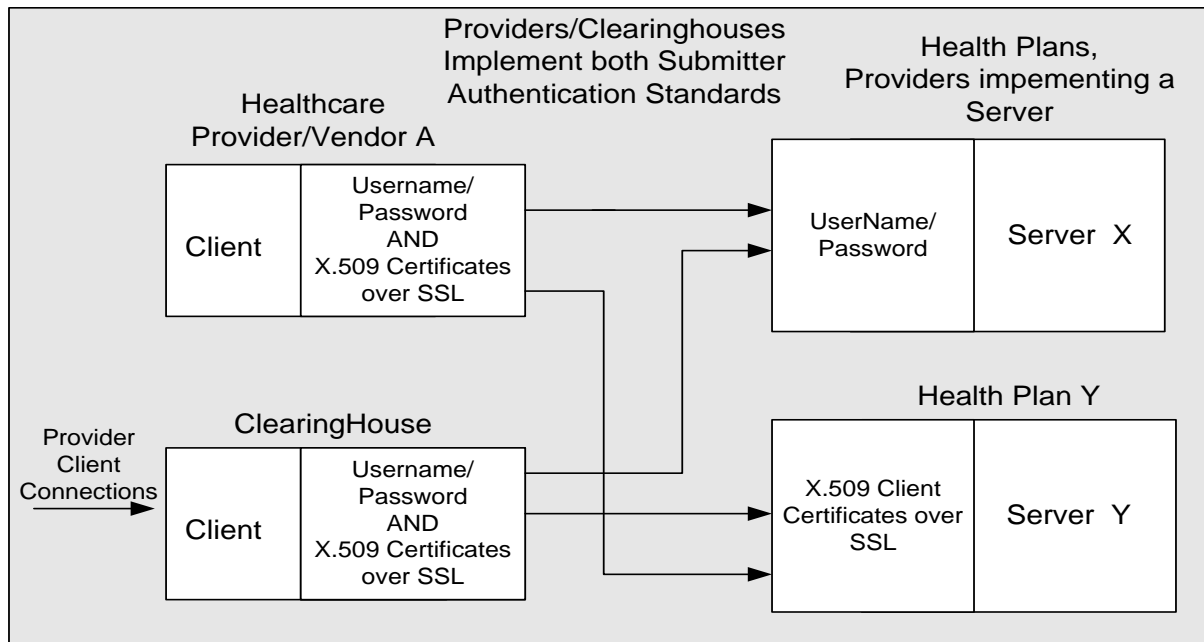 Providers/Clearinghouses
Implement both Submitter
Authentication Standards
Health Plans,
Providers impementing a
Server
Healthcare
Provider/Vendor A
Client
Username/
Password
AND
X.509 Certificates
over SSL
UserName/
Password
Server X
ClearingHouse
Health Plan Y
Provider
Client
Connections
Client
Username/
Password
AND
X.509 Certificates
over SSL
X.509 Client
Certificates over
SSL
Server Y